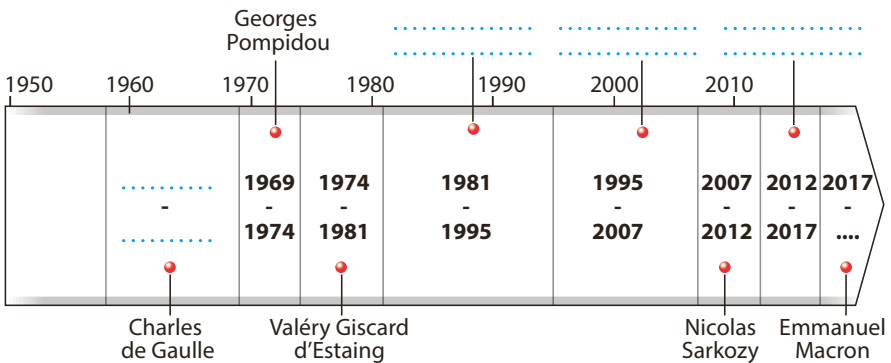 Georges
Pompidou
....................
....................
....................
....................
....................
....................
1950 1960 1970 1980 1990 2000 2010
.............. 1969 1974 1981 1995 2007 2012 2017
- - - - - - - -
.............. 1974 1981 1995 2007 2012 2017 ....
Charles
de Gaulle
Valéry Giscard
d’Estaing
Nicolas
Sarkozy
Emmanuel
Macron